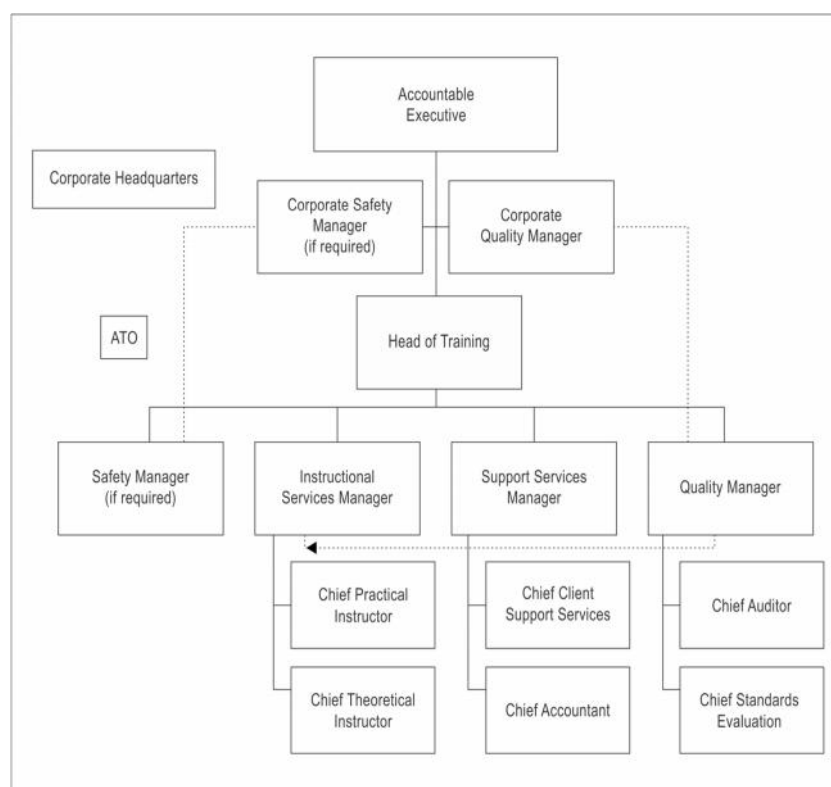 Accountable
Executive
Corporate Headquarters
Corporate Safety
Manager
(if required)
Corporate
Quality Manager
ATO
Head of Training
Safety Manager
(if required)
Instructional
Services Manager
Support Services
Manager
Quality Manager
Chief Practical
Instructor
Chief Client
Support Services
Chief Auditor
Chief Theoretical
Instructor
Chief Accountant
Chief Standards
Evaluation